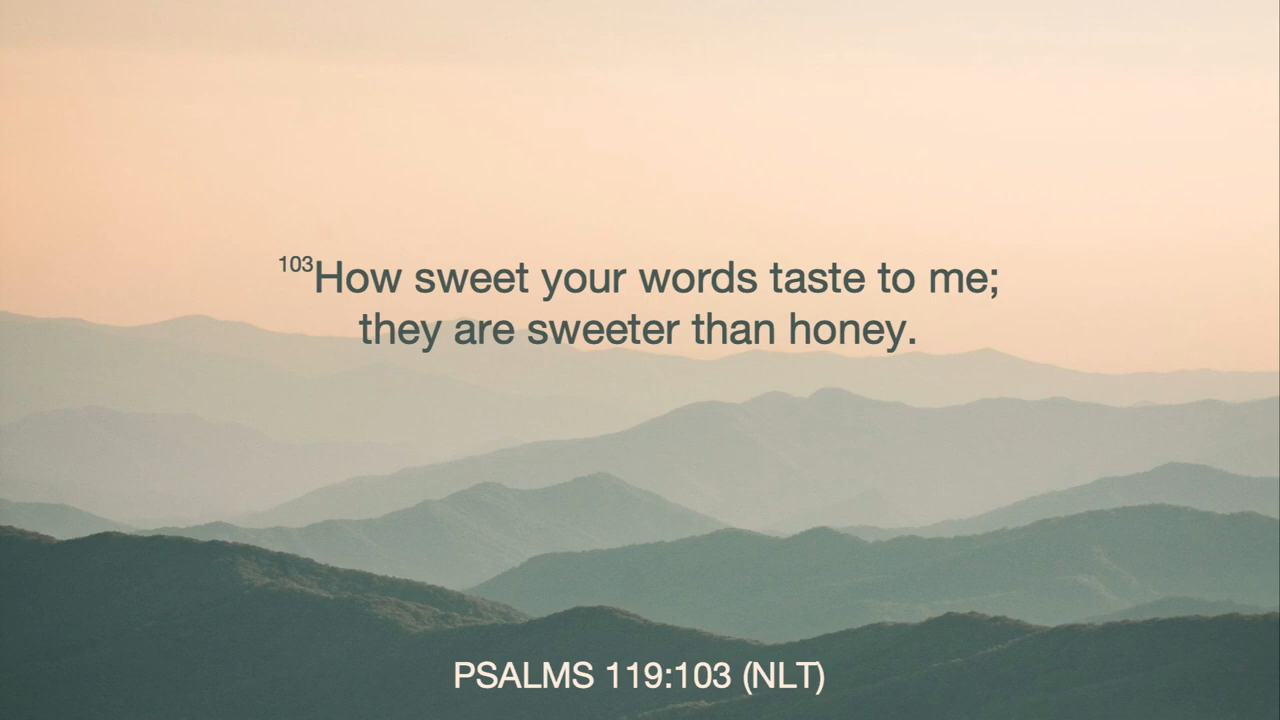 103How sweet your words taste to me;
they are sweeter than honey.
PSALMS 119:103 (NLT)